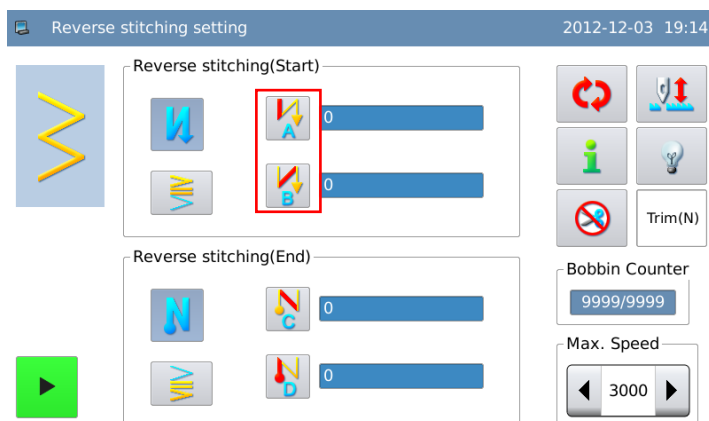 Reverse stitching setting
2012-12-03 19:14
Reverse stitching(Start)
A
0
B
0
Trim(N)
Reverse stitching(End)
C
0
D
0
Bobbin Counter
9999/9999
Max. Speed
3000